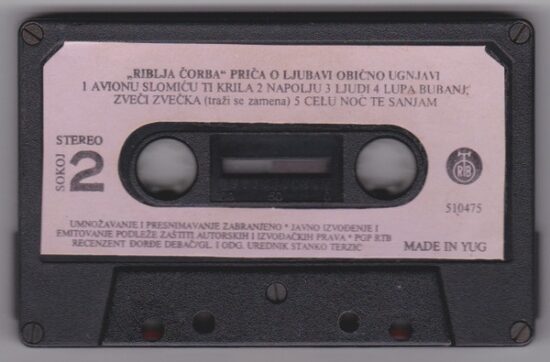 „RIBLJA ČORBA“ PRIČA O LJUBAVI OBIČNO UGNJAVI
1 AVIONU SLOMIĆU TI KRILA 2 NAPOLJU 3 LJUDI 4 LUPA BUBANJ,
ZVEČI ZVEČKA (traži se zamena) 5 CELU NOĆ TE SANJAM
STEREO
SOKOJ
2
RTB
510475
UMNOŽAVANJE I PRESNIMAVANJE ZABRANJENO * JAVNO IZVOĐENJE I
EMITOVANJE PODLEŽE ZAŠTITI AUTORSKIH I IZVOĐAČKIH PRAVA * PGP RTB
RECENZENT ĐORĐE DEBAČ/GL. I ODG. UREDNIK STANKO TERZIĆ
MADE IN YUG